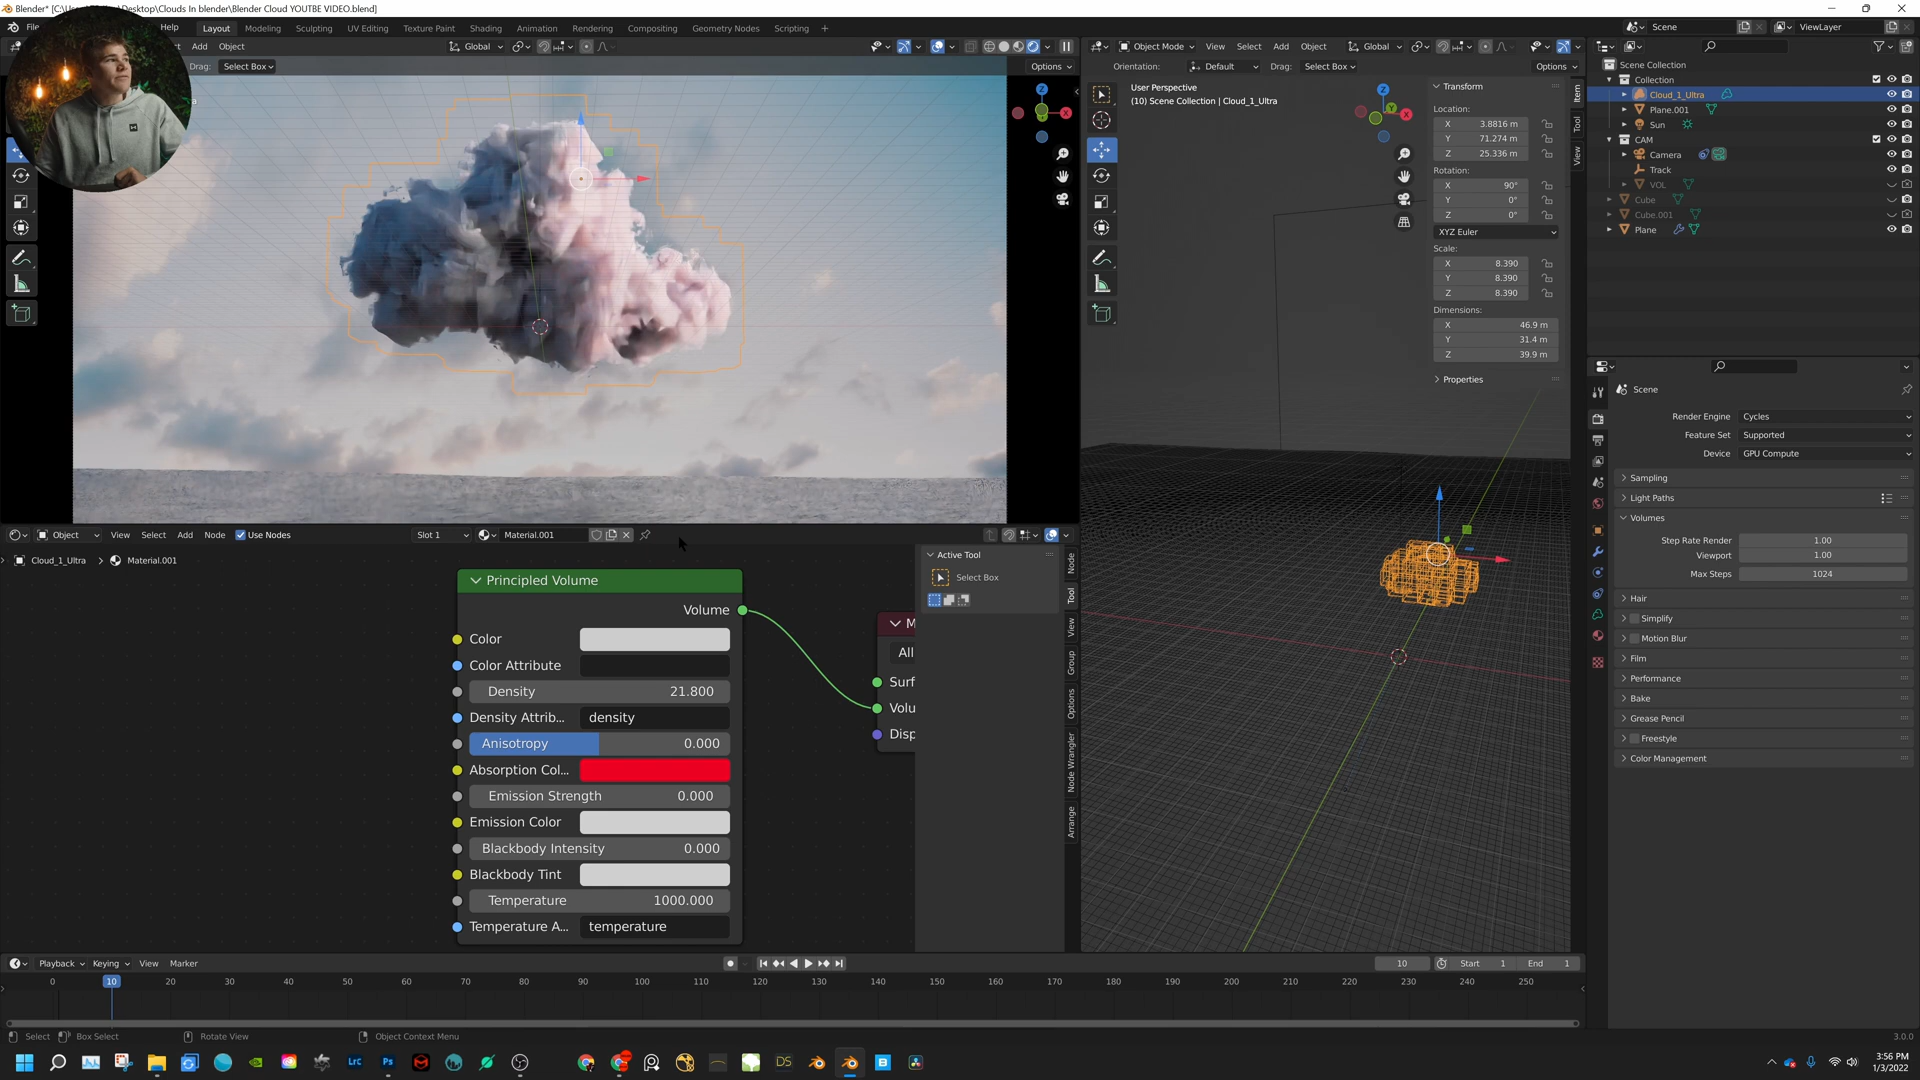 Blender* [C:\
\Desktop\Clouds In blender\Blender Cloud YOUTBE VIDEO.blend]
File Help Layout Modeling Sculpting UV Editing Texture Paint Shading Animation Rendering Compositing Geometry Nodes Scripting + Scene ViewLayer
Add Object Global Object Mode View Select Add Object Global
Drag: Select Box Options Orientation: Default Drag: Select Box Options
User Perspective
(10) Scene Collection | Cloud_1_Ultra
Transform
Location:
X 3.8816 m
Y 71.274 m
Z 25.336 m
Rotation:
X 90°
Y 0°
Z 0°
XYZ Euler
Scale:
X 8.390
Y 8.390
Z 8.390
Dimensions:
X 46.9 m
Y 31.4 m
Z 39.9 m
Properties
Item
Tool
View
Scene Collection
Collection
Cloud_1_Ultra
Plane.001
Sun
CAM
Camera
Track
VOL
Cube
Cube.001
Plane
Scene
Render Engine Cycles
Feature Set Supported
Device GPU Compute
Sampling
Light Paths
Volumes
Step Rate Render 1.00
Viewport 1.00
Max Steps 1024
Hair
Simplify
Motion Blur
Film
Performance
Bake
Grease Pencil
Freestyle
Color Management
Object View Select Add Node Use Nodes Slot 1 Material.001
Cloud_1_Ultra > Material.001
Principled Volume
Volume
Color
Color Attribute
Density 21.800
Density Attrib... density
Anisotropy 0.000
Absorption Col...
Emission Strength 0.000
Emission Color
Blackbody Intensity 0.000
Blackbody Tint
Temperature 1000.000
Temperature A... temperature
M
All
Surf
Volu
Disp
Active Tool
Select Box
Node
Tool
View
Group
Options
Node Wrangler
Arrange
Playback Keying View Marker 10 Start 1 End 1
0 10 20 30 40 50 60 70 80 90 100 110 120 130 140 150 160 170 180 190 200 210 220 230 240 250
Select Box Select Rotate View Object Context Menu 3.0.0
LrC Ps DS B
3:56 PM
1/3/2022